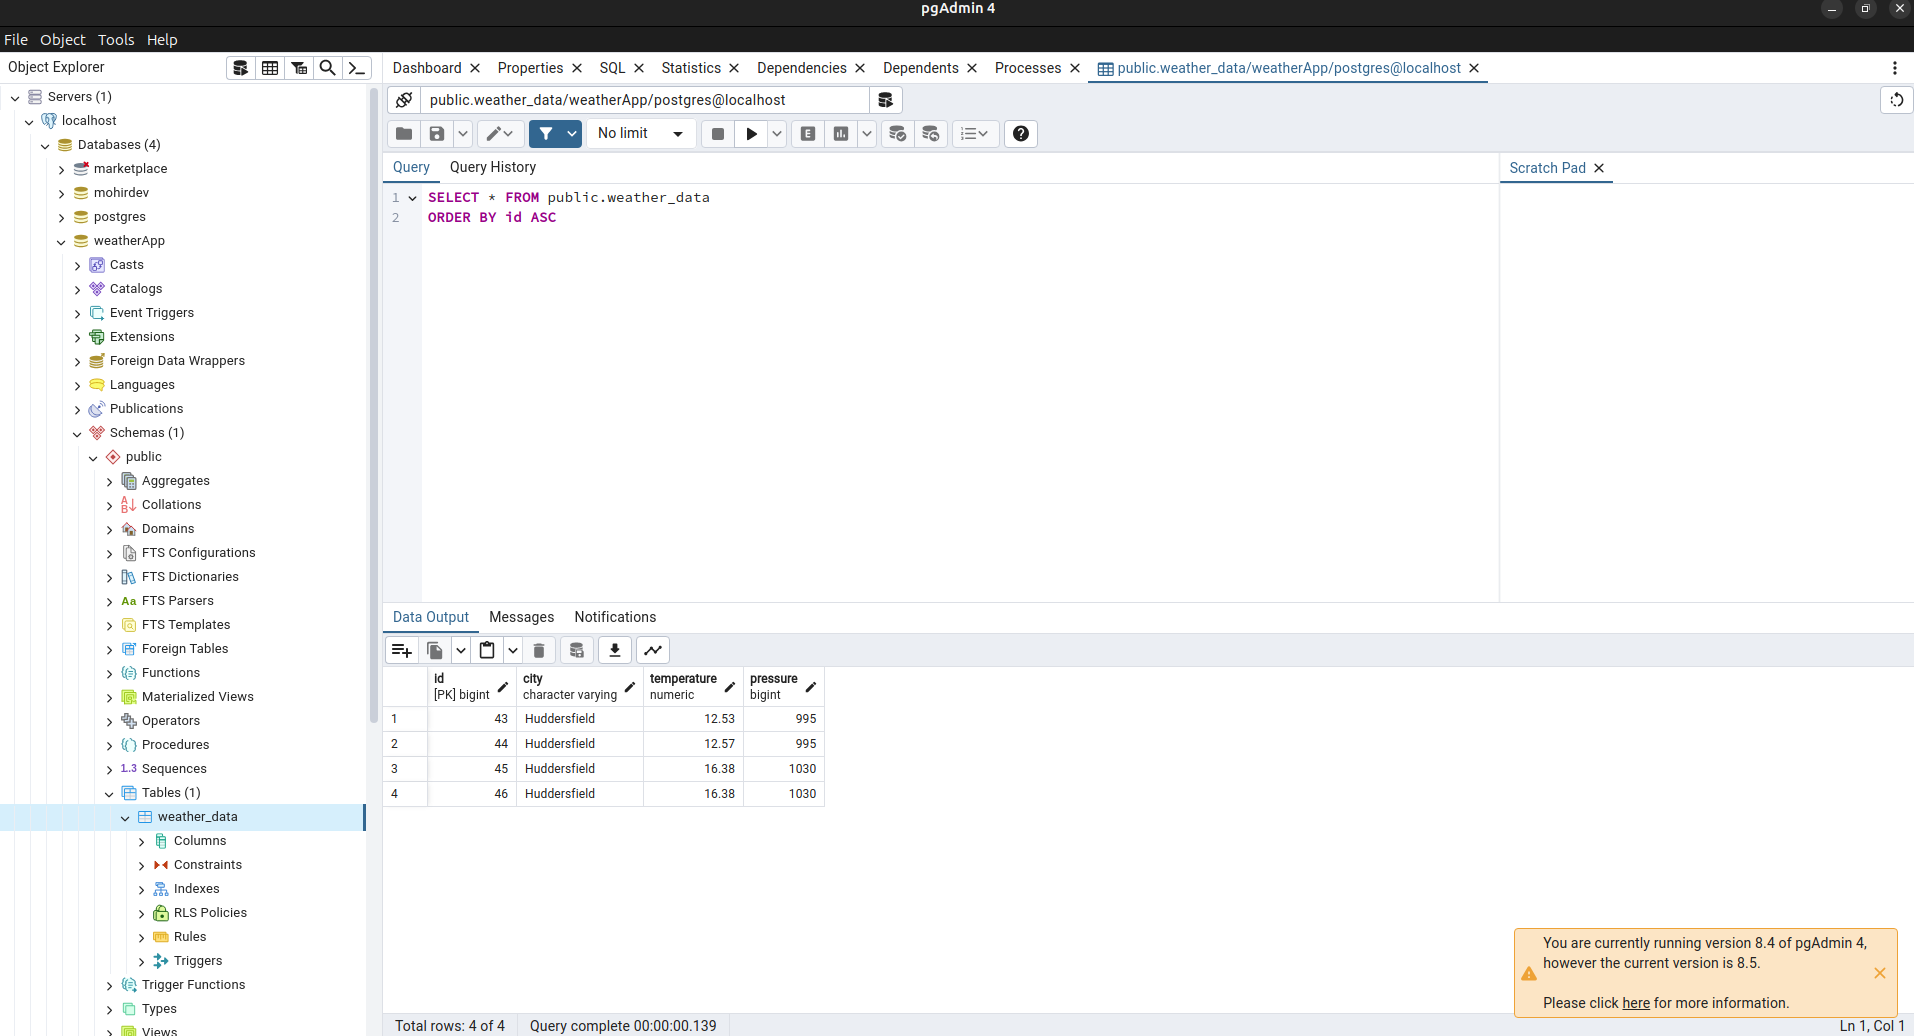 pgAdmin 4
File Object Tools Help
Object Explorer
Dashboard Properties SQL Statistics Dependencies Dependents Processes public.weather_data/weatherApp/postgres@localhost
Servers (1)
localhost
Databases (4)
marketplace
mohirdev
postgres
weatherApp
Casts
Catalogs
Event Triggers
Extensions
Foreign Data Wrappers
Languages
Publications
Schemas (1)
public
Aggregates
Collations
Domains
FTS Configurations
FTS Dictionaries
Aa FTS Parsers
FTS Templates
Foreign Tables
Functions
Materialized Views
Operators
Procedures
1..3 Sequences
Tables (1)
weather_data
Columns
Constraints
Indexes
RLS Policies
Rules
Triggers
Trigger Functions
Types
Views
public.weather_data/weatherApp/postgres@localhost
No limit
E
Query Query History
Scratch Pad
1 SELECT * FROM public.weather_data
2 ORDER BY id ASC
Data Output Messages Notifications
id city temperature pressure
[PK] bigint character varying numeric bigint
1 43 Huddersfield 12.53 995
2 44 Huddersfield 12.57 995
3 45 Huddersfield 16.38 1030
4 46 Huddersfield 16.38 1030
You are currently running version 8.4 of pgAdmin 4,
however the current version is 8.5.
Please click here for more information.
Total rows: 4 of 4 Query complete 00:00:00.139 Ln 1, Col 1